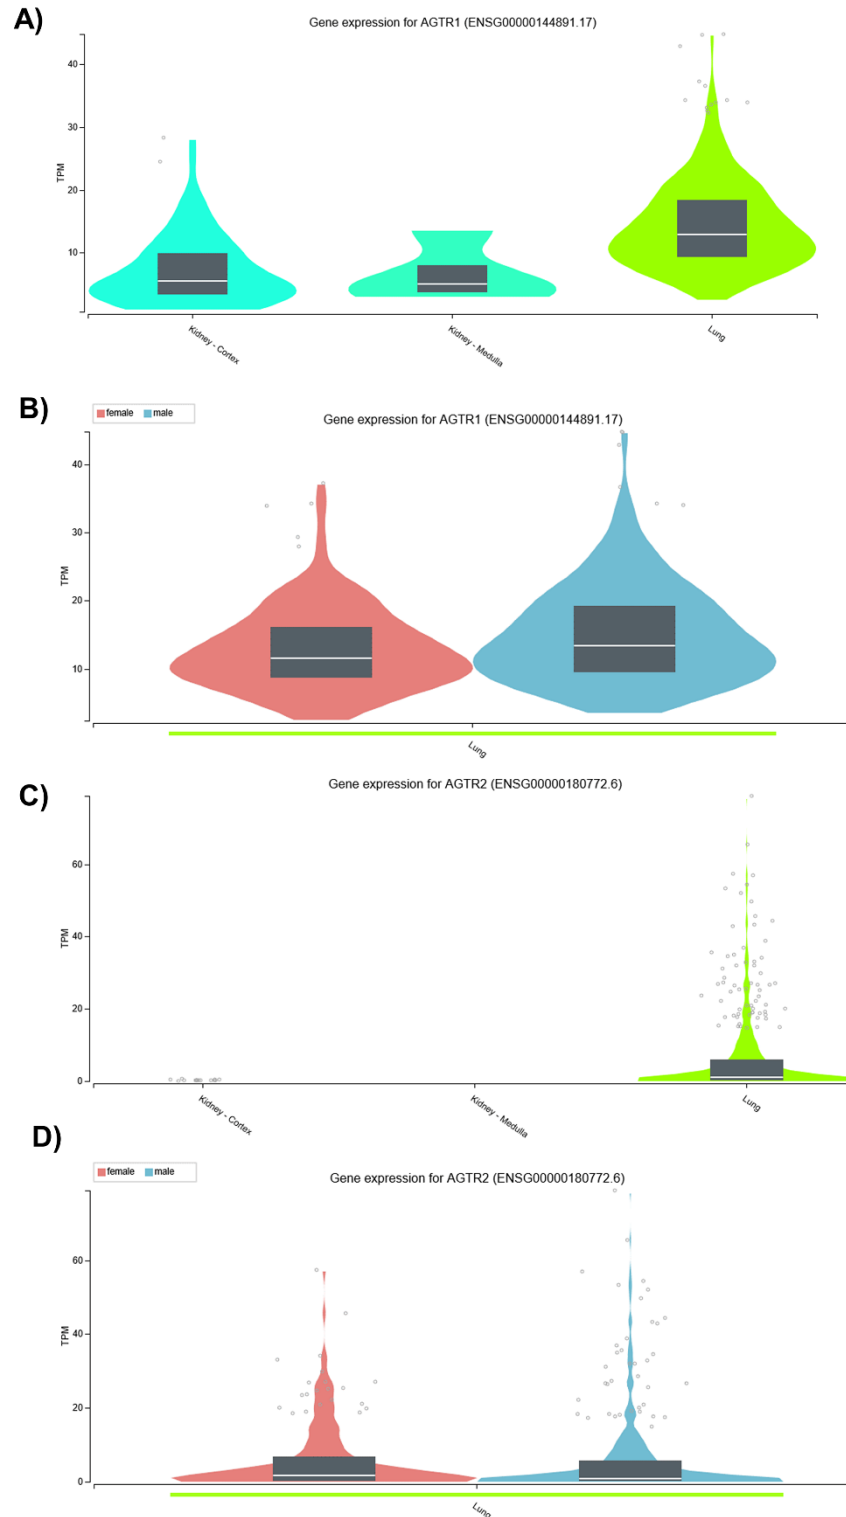 A)
Gene expression for AGTR1 (ENSG00000144891.17)
40
30
20
10
TPM
Kidney - Cortex
Kidney - Medulla
Lung
B)
female male
Gene expression for AGTR1 (ENSG00000144891.17)
40
30
20
10
TPM
Lung
C)
Gene expression for AGTR2 (ENSG00000180772.6)
60
40
20
0
TPM
Kidney - Cortex
Kidney - Medulla
Lung
D)
female male
Gene expression for AGTR2 (ENSG00000180772.6)
60
40
20
0
TPM
Lung